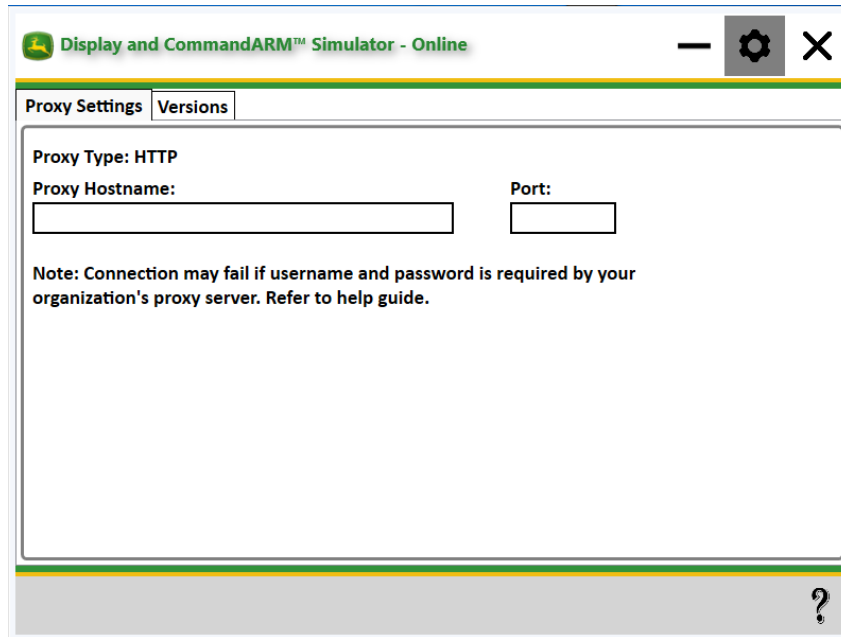 Display and CommandARM™ Simulator - Online
Proxy Settings
Versions
Proxy Type: HTTP
Proxy Hostname:
Port:
Note: Connection may fail if username and password is required by your
organization's proxy server. Refer to help guide.
?